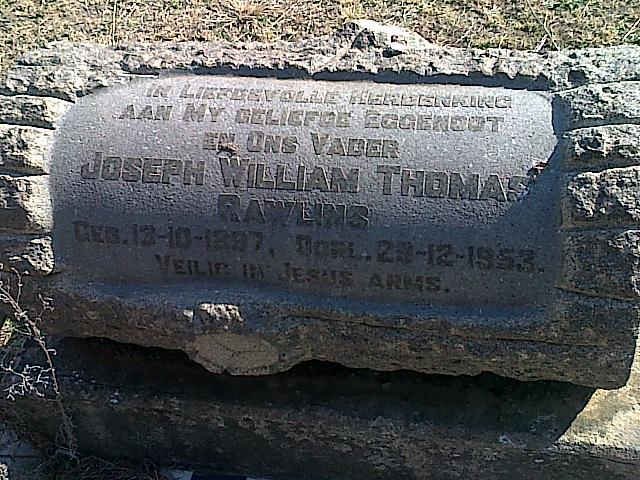 In Liefdevolle Herdenking
aan My geliefde Eggenoot
en Ons Vader
Joseph William Thomas
Rawlins
Geb. 13-10-1887, Oorl. 29-12-1953.
Veilig in Jesus arms.